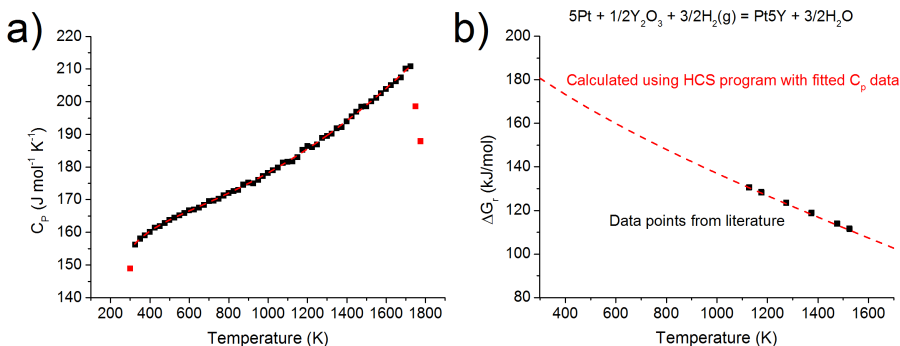 a)
220
210
200
190
180
170
160
150
140
200 400 600 800 1000 1200 1400 1600 1800
Temperature (K)
C_P (J mol⁻¹ K⁻¹)
b)
5Pt + 1/2Y₂O₃ + 3/2H₂(g) = Pt5Y + 3/2H₂O
200
180
160
140
120
100
80
400 600 800 1000 1200 1400 1600
Temperature (K)
ΔG_r (kJ/mol)
Calculated using HCS program with fitted C_p data
Data points from literature